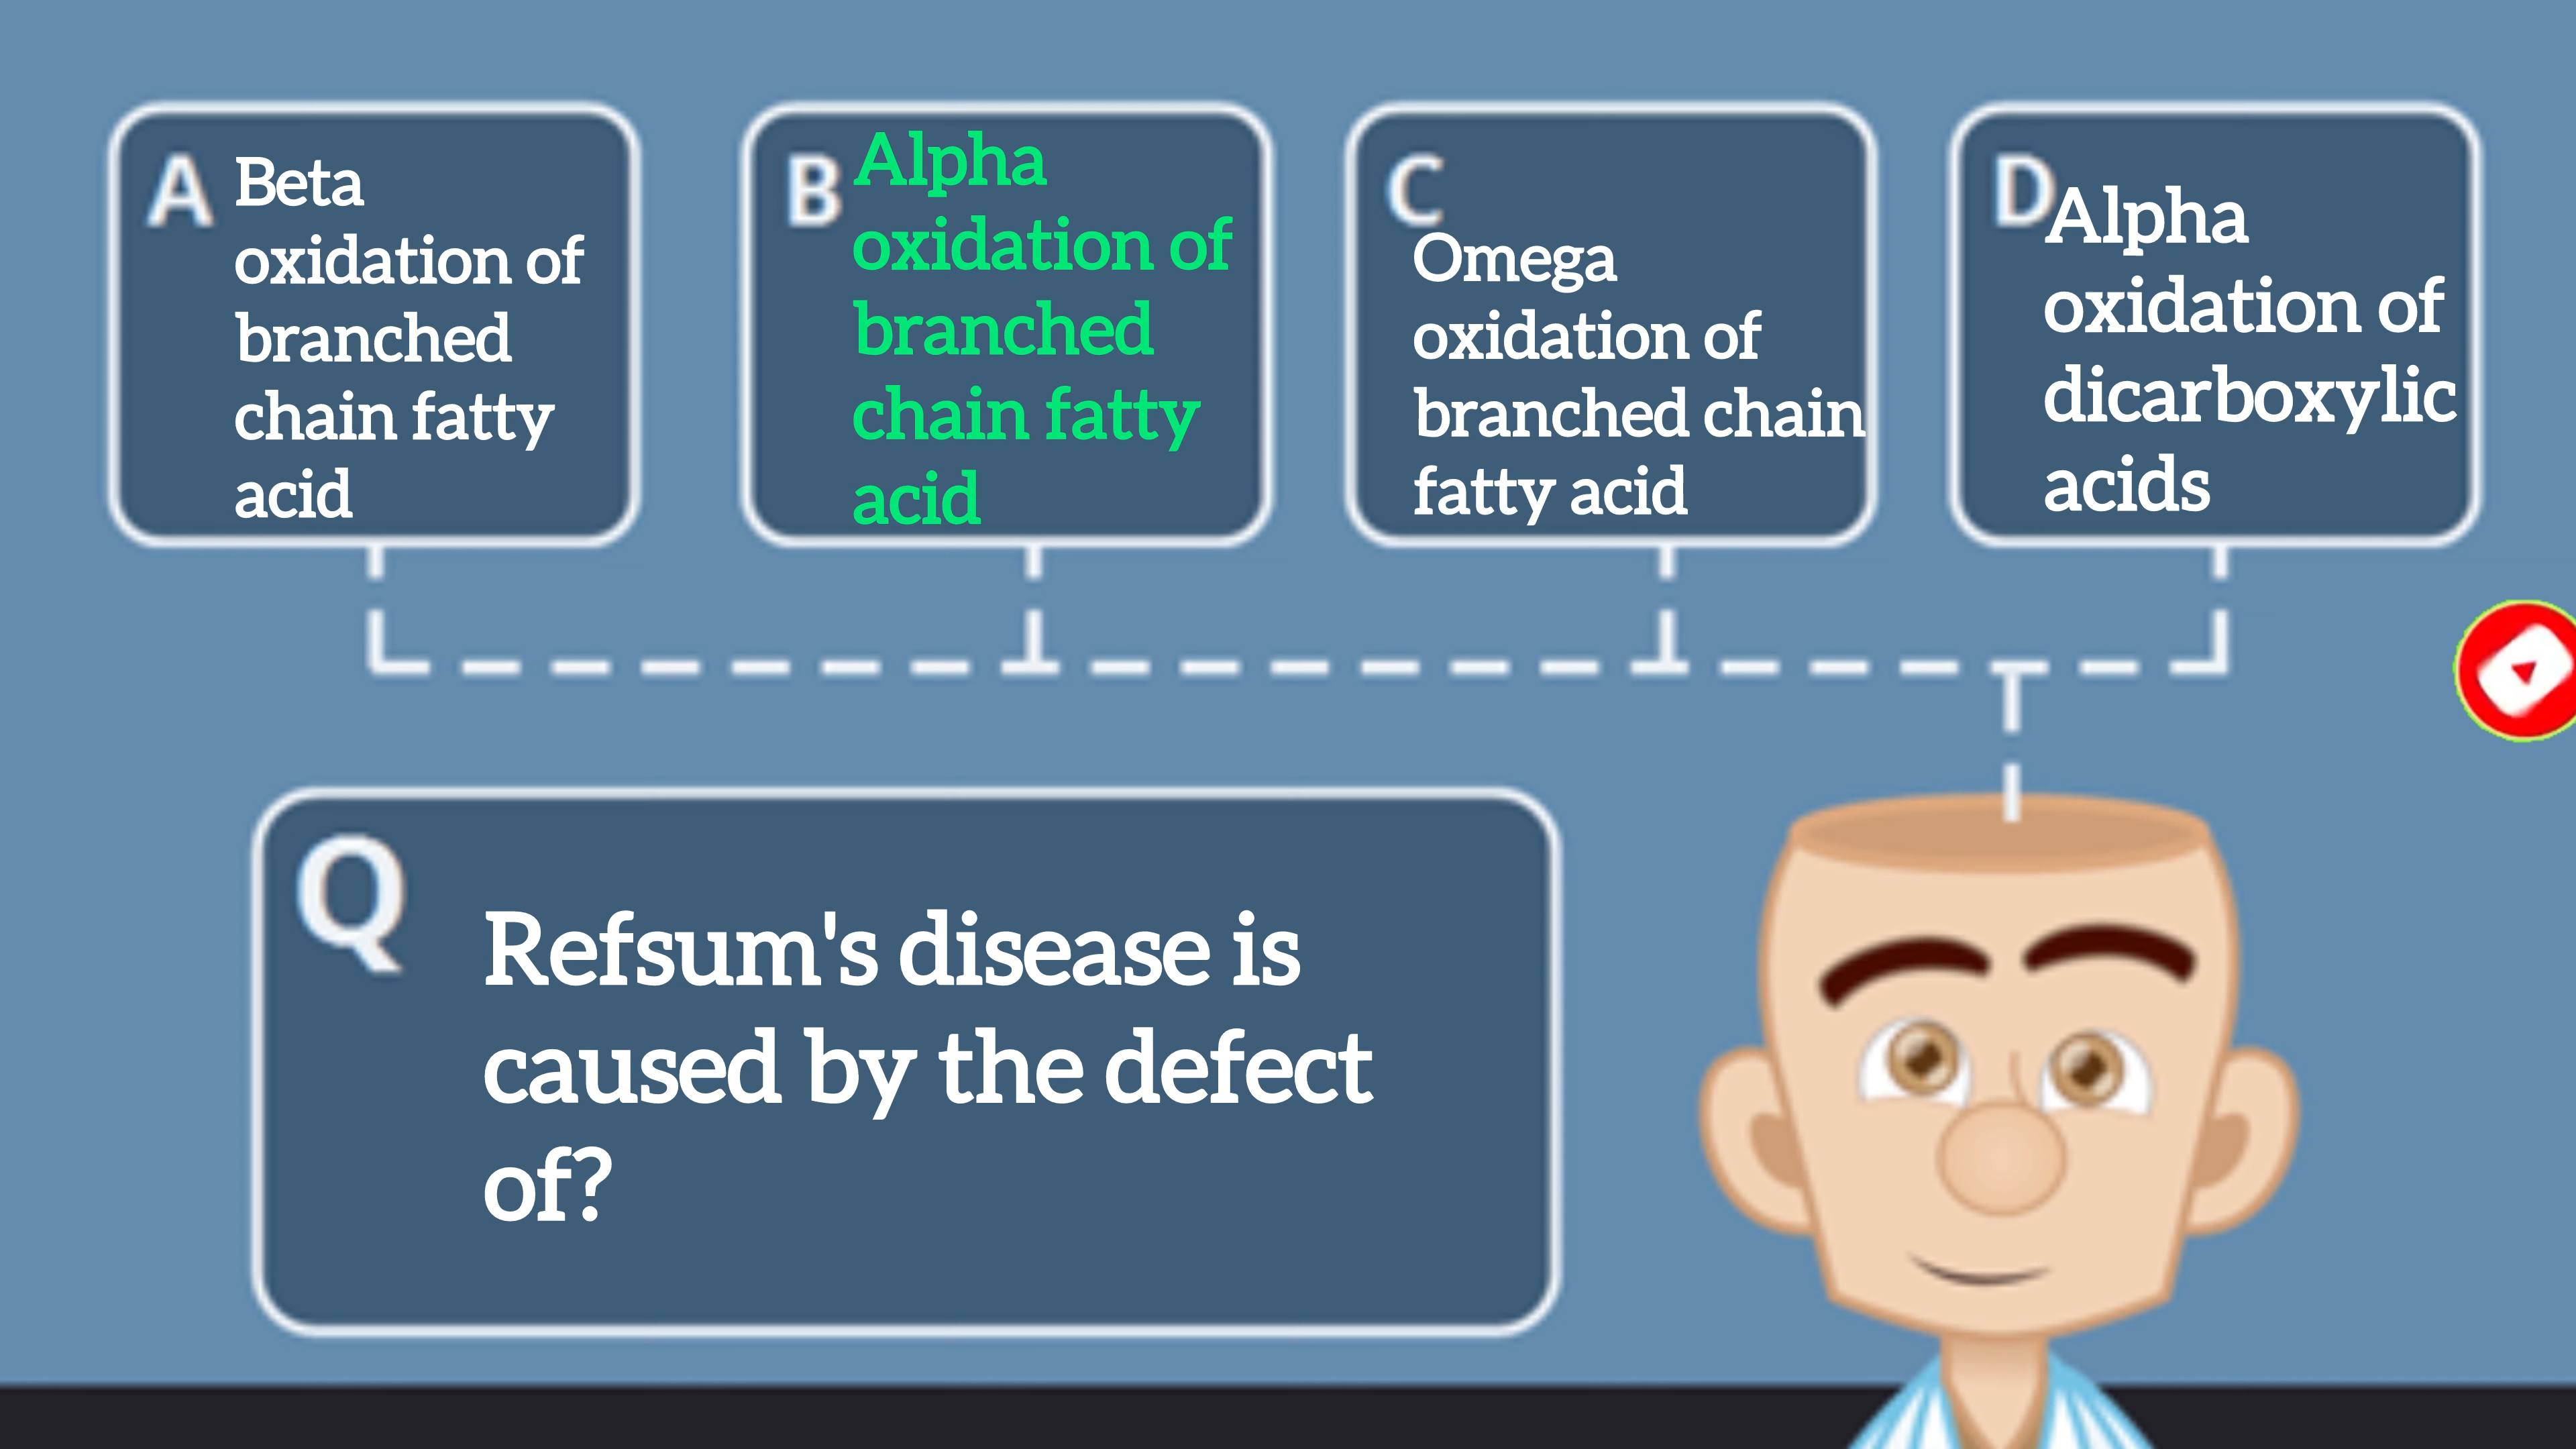 A
Beta
oxidation of
branched
chain fatty
acid
B
Alpha
oxidation of
branched
chain fatty
acid
C
Omega
oxidation of
branched chain
fatty acid
D
Alpha
oxidation of
dicarboxylic
acids
Q
Refsum's disease is
caused by the defect
of?